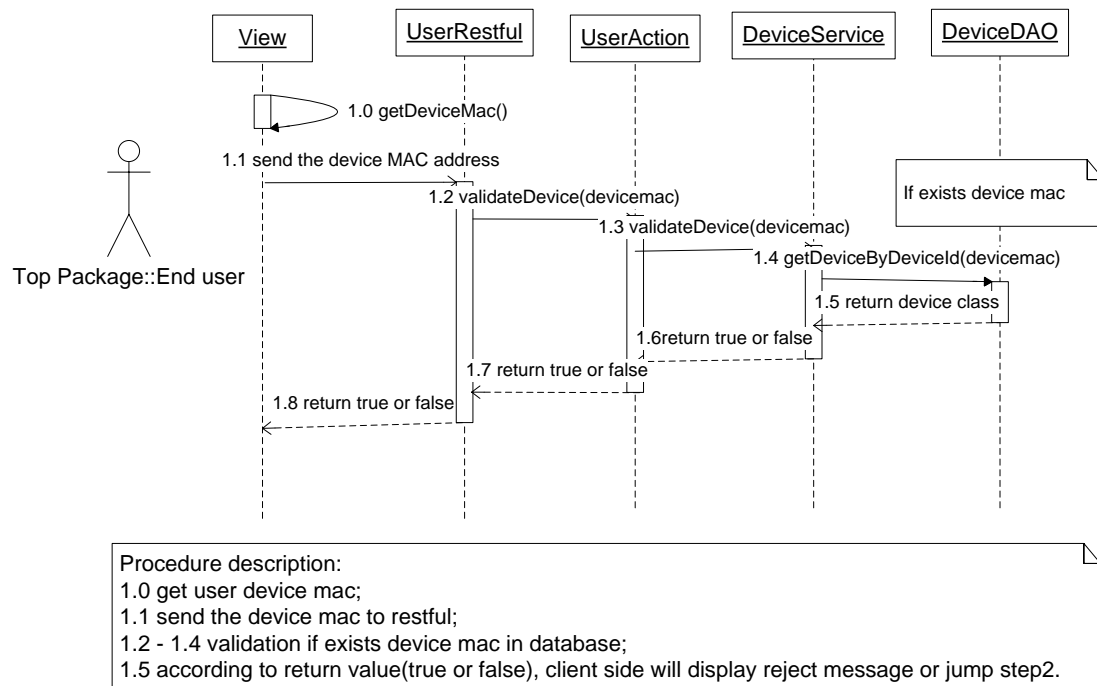 View
UserRestful
UserAction
DeviceService
DeviceDAO
1.0 getDeviceMac()
1.1 send the device MAC address
If exists device mac
1.2 validateDevice(devicemac)
1.3 validateDevice(devicemac)
1.4 getDeviceByDeviceId(devicemac)
Top Package::End user
1.5 return device class
1.6return true or false
1.7 return true or false
1.8 return true or false
Procedure description:
1.0 get user device mac;
1.1 send the device mac to restful;
1.2 - 1.4 validation if exists device mac in database;
1.5 according to return value(true or false), client side will display reject message or jump step2.